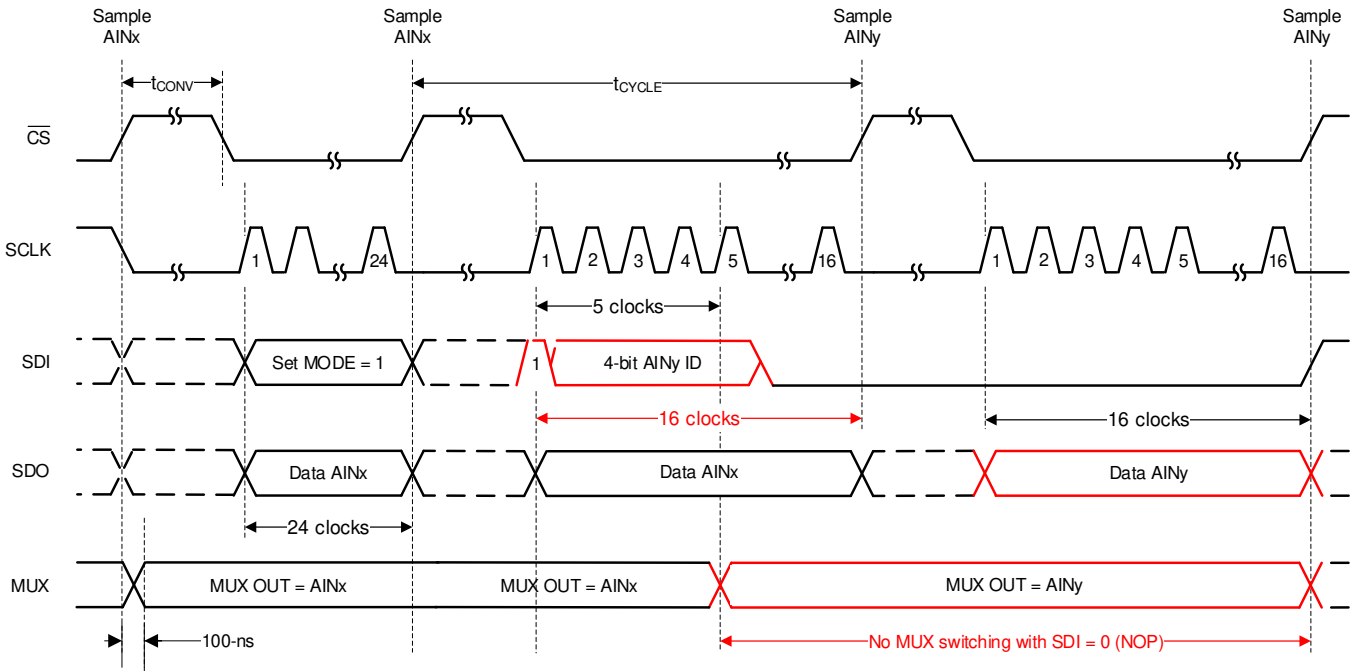 Sample
AINx
Sample
AINx
Sample
AINy
Sample
AINy
tCONV
tCYCLE
CS
SCLK
1
24
1
2
3
4
5
16
1
2
3
4
5
16
5 clocks
SDI
Set MODE = 1
1
4-bit AINy ID
16 clocks
16 clocks
SDO
Data AINx
Data AINx
Data AINy
24 clocks
MUX
MUX OUT = AINx
MUX OUT = AINx
MUX OUT = AINy
100-ns
No MUX switching with SDI = 0 (NOP)